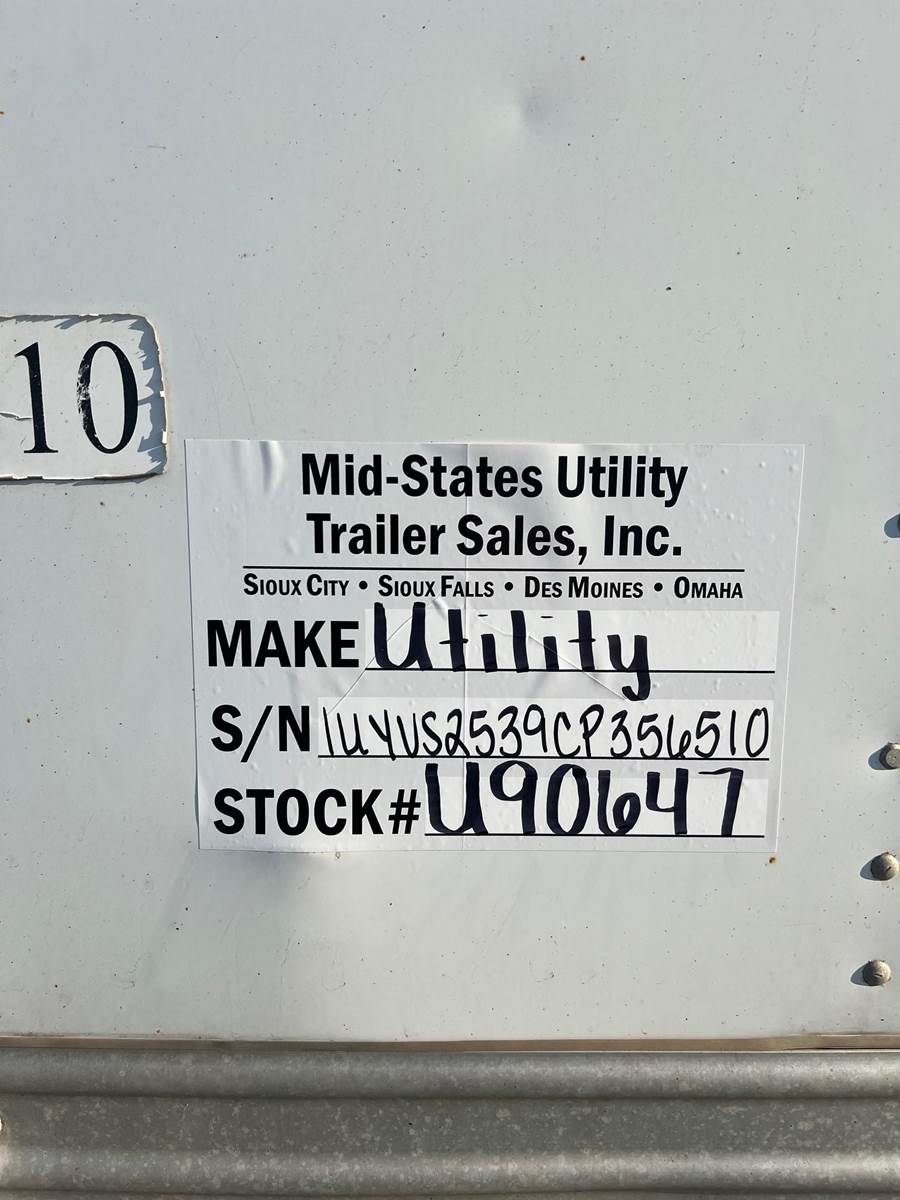 10
Mid-States Utility
Trailer Sales, Inc.
SIOUX CITY • SIOUX FALLS • DES MOINES • OMAHA
MAKE Utility
S/N 1UYVS2539CP356510
STOCK# U90647